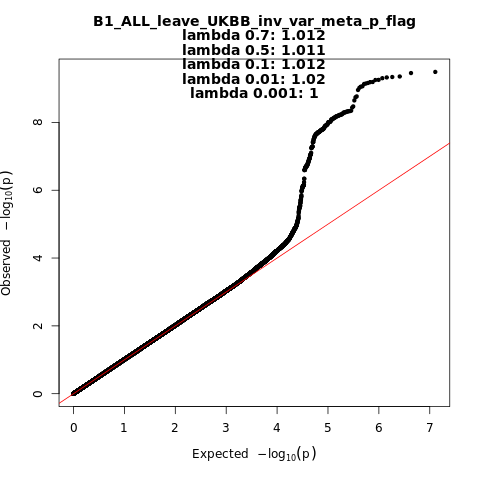 B1_ALL_leave_UKBB_inv_var_meta_p_flag
lambda 0.7: 1.012
lambda 0.5: 1.011
lambda 0.1: 1.012
lambda 0.01: 1.02
lambda 0.001: 1
8
6
4
2
0
Observed −log10(p)
0 1 2 3 4 5 6 7
Expected −log10(p)